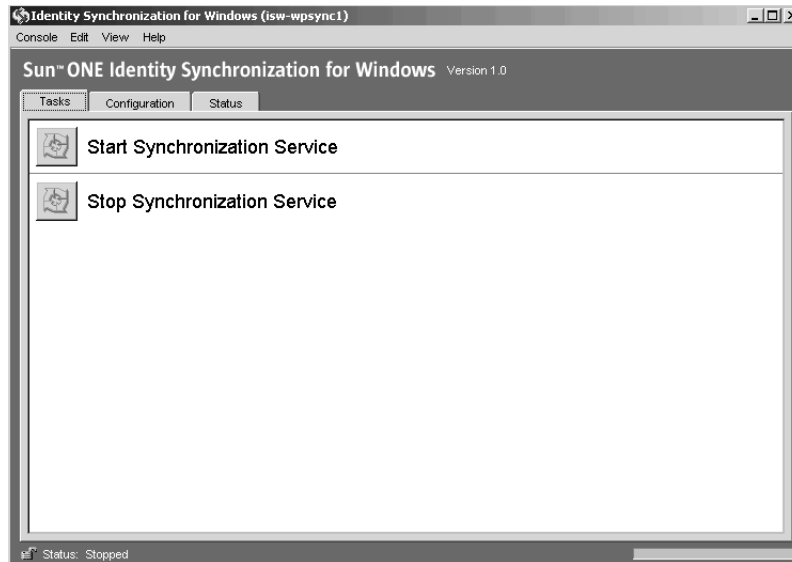 Identity Synchronization for Windows (isw-wpsync1)
Console Edit View Help
Sun™ ONE Identity Synchronization for Windows Version 1.0
Tasks Configuration Status
Start Synchronization Service
Stop Synchronization Service
Status: Stopped